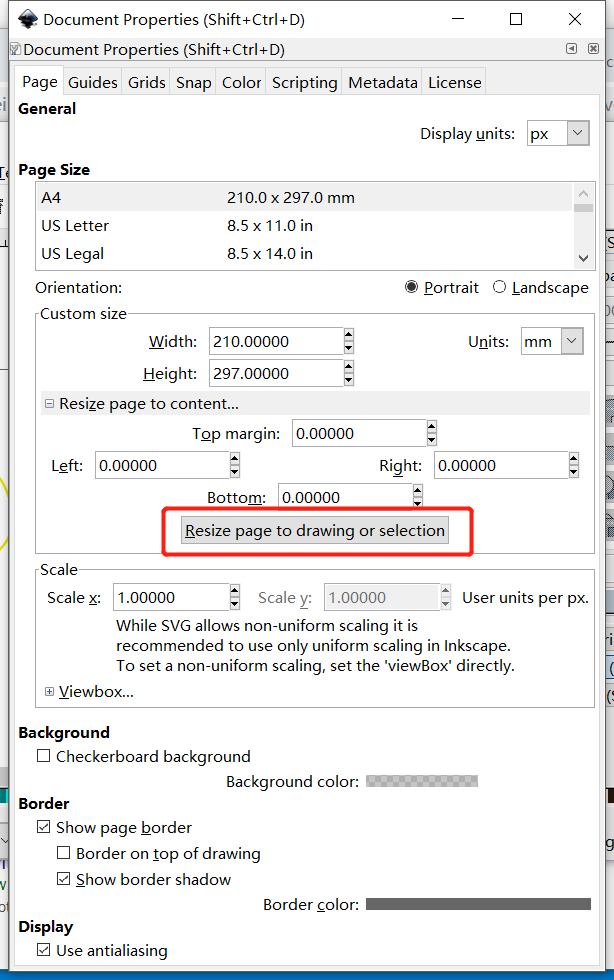 Document Properties (Shift+Ctrl+D)
Document Properties (Shift+Ctrl+D)
Page Guides Grids Snap Color Scripting Metadata License
General
Display units: px
Page Size
A4 210.0 x 297.0 mm
US Letter 8.5 x 11.0 in
US Legal 8.5 x 14.0 in
Orientation: Portrait Landscape
Custom size
Width: 210.00000 Units: mm
Height: 297.00000
Resize page to content...
Top margin: 0.00000
Left: 0.00000 Right: 0.00000
Bottom: 0.00000
Resize page to drawing or selection
Scale
Scale x: 1.00000 Scale y: 1.00000 User units per px.
While SVG allows non-uniform scaling it is
recommended to use only uniform scaling in Inkscape.
To set a non-uniform scaling, set the 'viewBox' directly.
Viewbox...
Background
Checkerboard background
Background color:
Border
Show page border
Border on top of drawing
Show border shadow
Border color:
Display
Use antialiasing